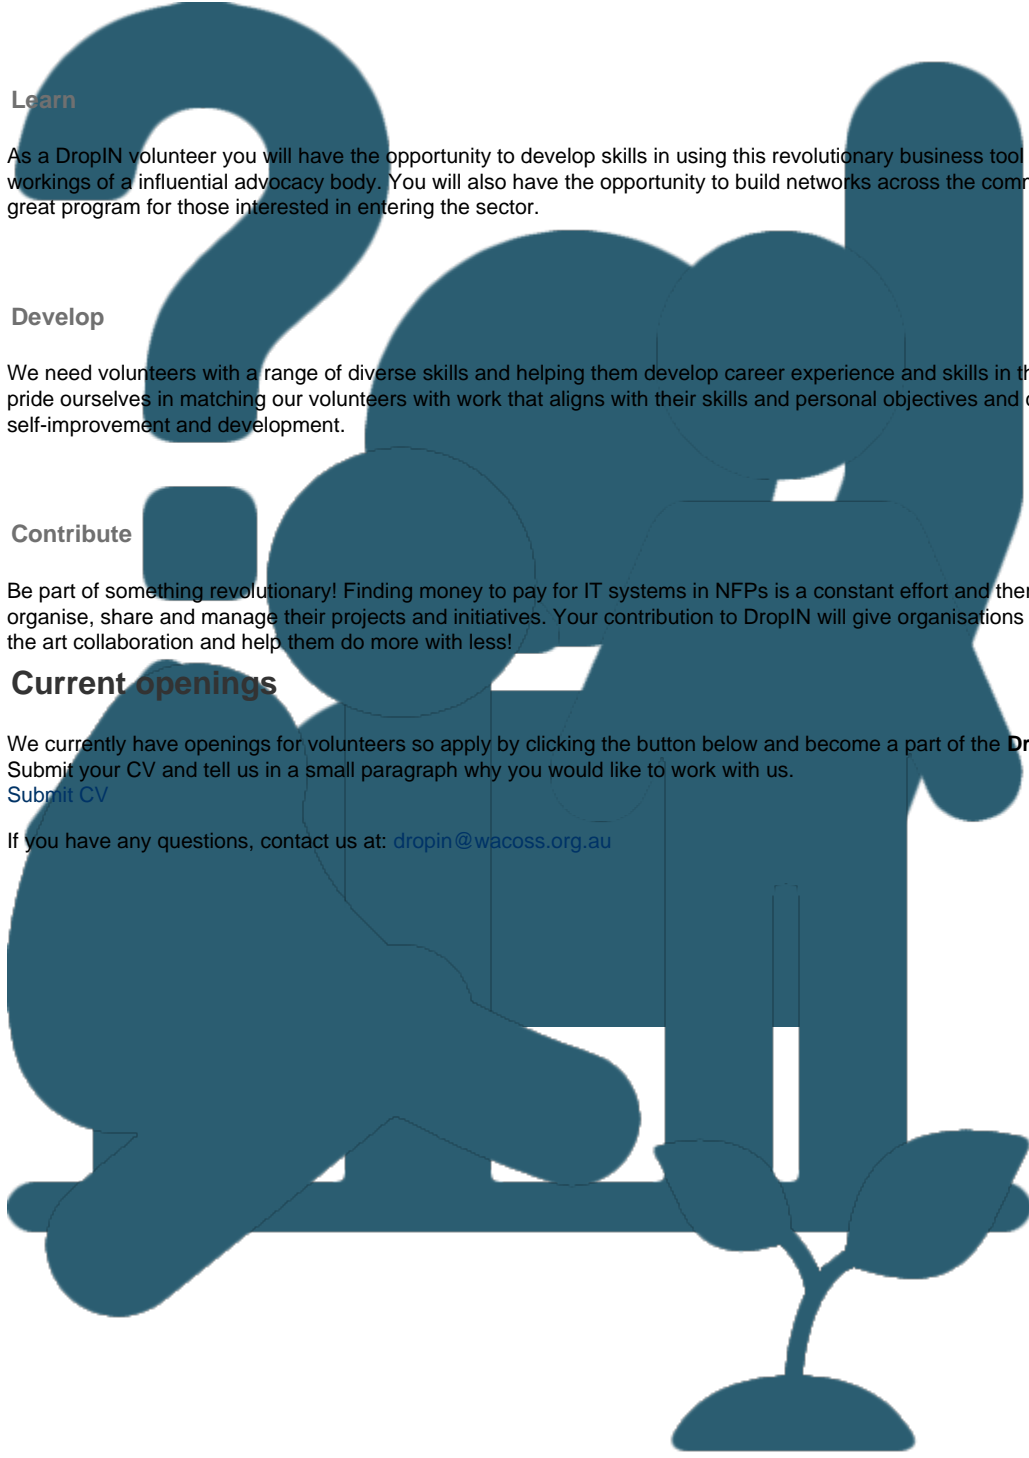 Learn
As a DropIN volunteer you will have the opportunity to develop skills in using this revolutionary business tool
workings of a influential advocacy body. You will also have the opportunity to build networks across the
great program for those interested in entering the sector.
Develop
We need volunteers with a range of diverse skills and helping them develop career experience and skills in
pride ourselves in matching our volunteers with work that aligns with their skills and personal objectives and
self-improvement and development.
Contribute
Be part of something revolutionary! Finding money to pay for IT systems in NFPs is a constant effort and
organise, share and manage their projects and initiatives. Your contribution to DropIN will give organisations
the art collaboration and help them do more with less!
Current openings
We currently have openings for volunteers so apply by clicking the button below and become a part of the
Submit your CV and tell us in a small paragraph why you would like to work with us.
Submit CV
If you have any questions, contact us at: dropin@wacoss.org.au